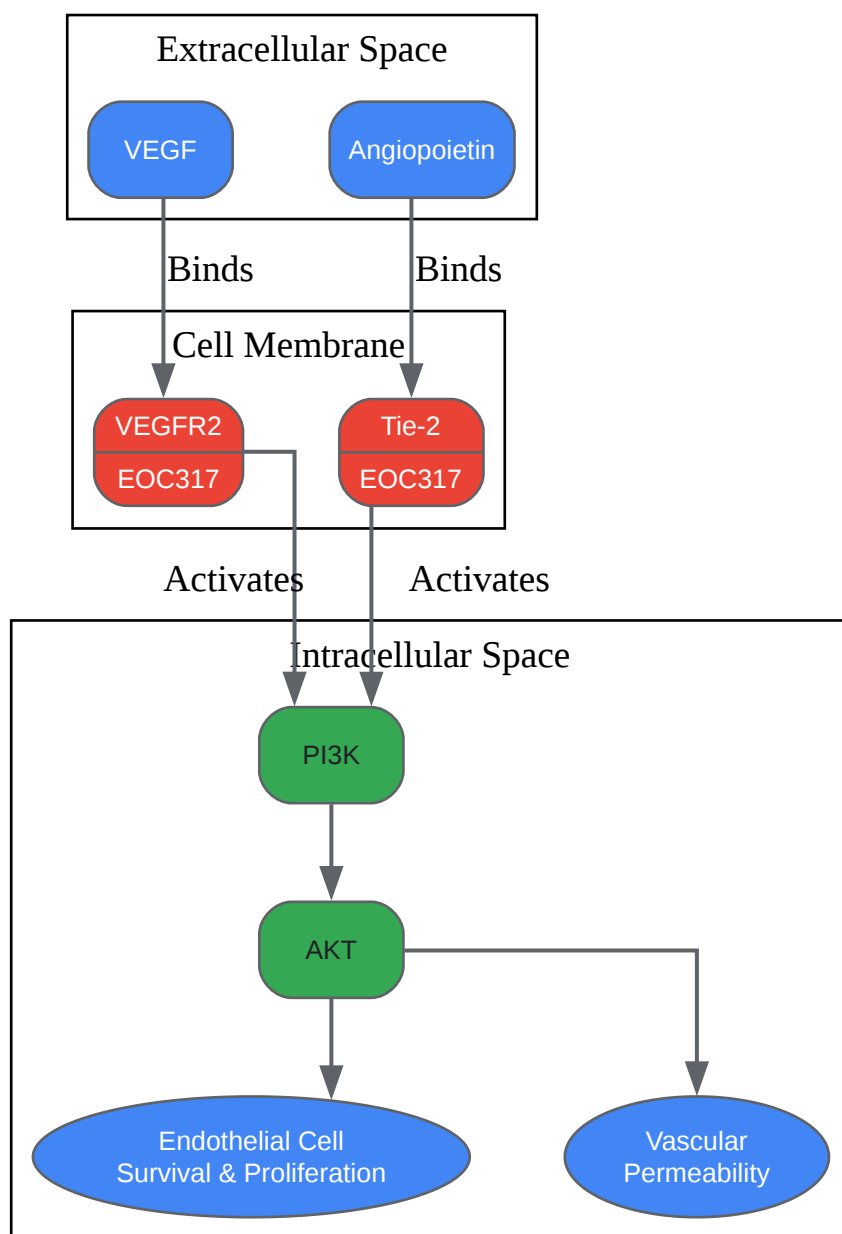 Extracellular Space
VEGF
Angiopoietin
Binds
Binds
Cell Membrane
VEGFR2
EOC317
Tie-2
EOC317
Activates
Activates
Intracellular Space
PI3K
AKT
Endothelial Cell
Survival & Proliferation
Vascular
Permeability